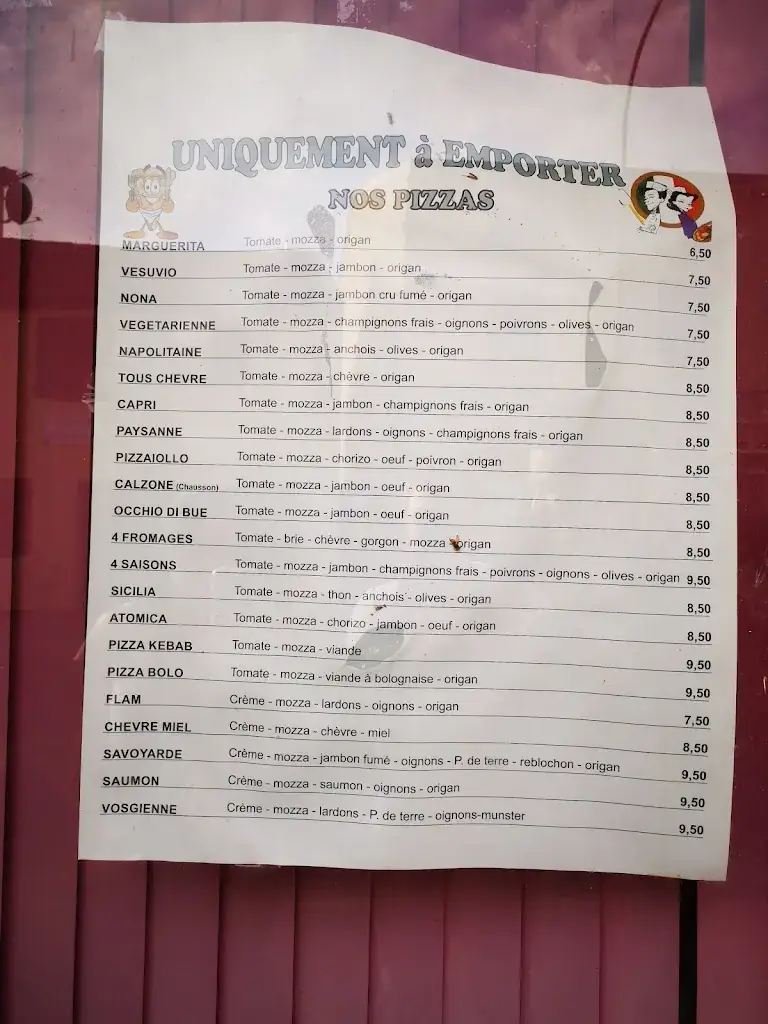 UNIQUEMENT à EMPORTER
NOS PIZZAS
MARGUERITA Tomate - mozza - origan 6,50
VESUVIO Tomate - mozza - jambon - origan 7,50
NONA Tomate - mozza - jambon cru fumé - origan 7,50
VEGETARIENNE Tomate - mozza - champignons frais - oignons - poivrons - olives - origan 7,50
NAPOLITAINE Tomate - mozza - anchois - olives - origan 7,50
TOUS CHEVRE Tomate - mozza - chèvre - origan 8,50
CAPRI Tomate - mozza - jambon - champignons frais - origan 8,50
PAYSANNE Tomate - mozza - lardons - oignons - champignons frais - origan 8,50
PIZZAIOLLO Tomate - mozza - chorizo - oeuf - poivron - origan 8,50
CALZONE (Chausson) Tomate - mozza - jambon - oeuf - origan 8,50
OCCHIO DI BUE Tomate - mozza - jambon - oeuf - origan 8,50
4 FROMAGES Tomate - brie - chèvre - gorgon - mozza - origan 8,50
4 SAISONS Tomate - mozza - jambon - champignons frais - poivrons - oignons - olives - origan 9,50
SICILIA Tomate - mozza - thon - anchois - olives - origan 8,50
ATOMICA Tomate - mozza - chorizo - jambon - oeuf - origan 8,50
PIZZA KEBAB Tomate - mozza - viande 9,50
PIZZA BOLO Tomate - mozza - viande à bolognaise - origan 9,50
FLAM Crème - mozza - lardons - oignons - origan 7,50
CHEVRE MIEL Crème - mozza - chèvre - miel 8,50
SAVOYARDE Crème - mozza - jambon fumé - oignons - P. de terre - reblochon - origan 9,50
SAUMON Crème - mozza - saumon - oignons - origan 9,50
VOSGIENNE Crème - mozza - lardons - P. de terre - oignons-munster 9,50